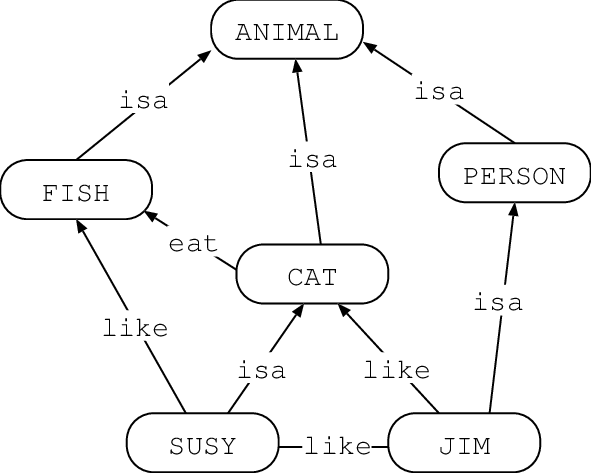 ANIMAL
isa
isa
isa
FISH
PERSON
eat
CAT
isa
like
isa
like
SUSY
like
JIM